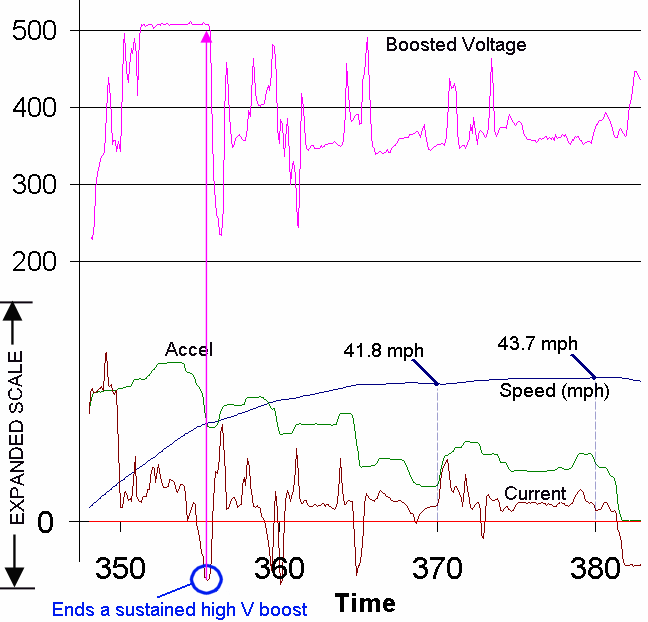 500
Boosted Voltage
400
300
200
Accel
41.8 mph
43.7 mph
Speed (mph)
EXPANDED SCALE
Current
0
350
360
370
380
Ends a sustained high V boost
Time